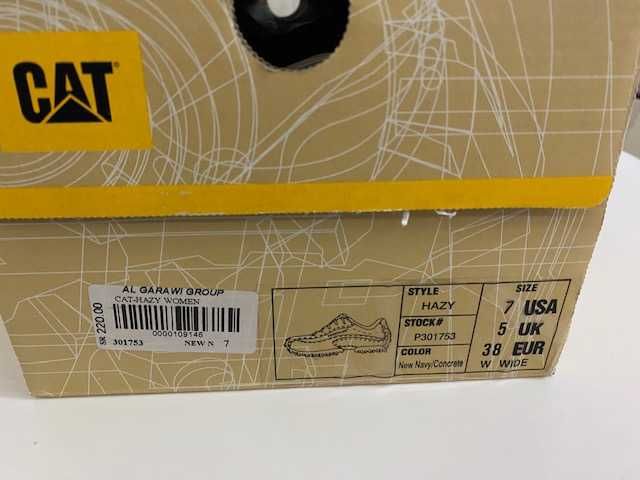 CAT®
AL GARAWI GROUP
CAT-HAZY WOMEN
SR 220.00
0000109146
301753 NEW N 7
STYLE
HAZY
STOCK#
P301753
COLOR
New Navy/Concrete
SIZE
7 USA
5 UK
38 EUR
W WIDE